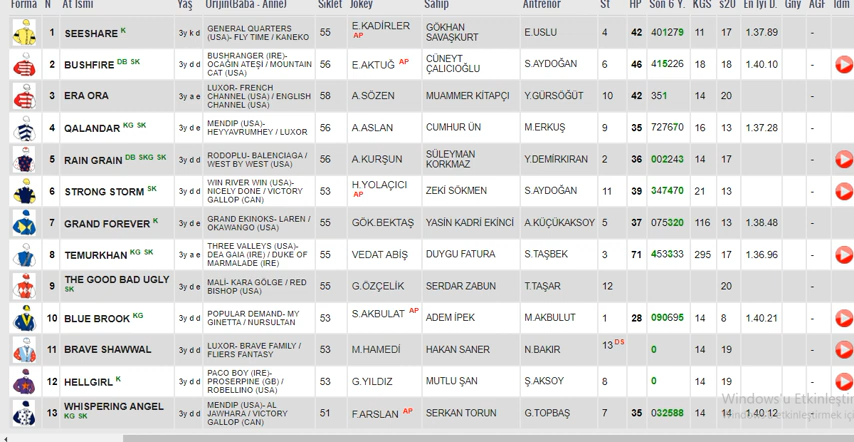 Forma N At İsmi Yaş Orijin(Baba - Anne) Sıklet Jokey Sahip Antrenör St HP Son 6 Y. KGS s20 En İyi D. Gny AGF İdm
1 SEESHARE K 3y k d GENERAL QUARTERS (USA)- FLY TIME / KANEKO 55 E.KADİRLER AP GÖKHAN SAVAŞKURT E.USLU 4 42 401279 11 17 1.37.89 -
2 BUSHFIRE DB SK 3y d d BUSHRANGER (IRE)- OCAĞIN ATEŞİ / MOUNTAIN CAT (USA) 56 E.AKTUĞ AP CÜNEYT ÇALICIOĞLU S.AYDOĞAN 6 46 415226 18 18 1.40.10 -
3 ERA ORA 3y a e LUXOR- FRENCH CHANNEL (USA) / ENGLISH CHANNEL (USA) 58 A.SÖZEN MUAMMER KİTAPÇI Y.GÜRSÖĞÜT 10 42 351 14 20 -
4 QALANDAR KG SK 3y d e MENDIP (USA)- HEYYAVRUMHEY / LUXOR 56 A.ASLAN CUMHUR ÜN M.ERKUŞ 9 35 727670 16 13 1.37.28 -
5 RAIN GRAIN DB SKG SK 3y d d RODOPLU- BALENCIAGA / WEST BY WEST (USA) 56 A.KURŞUN SÜLEYMAN KORKMAZ Y.DEMİRKIRAN 2 36 002243 14 17 -
6 STRONG STORM SK 3y d d WIN RIVER WIN (USA)- NICELY DONE / VICTORY GALLOP (CAN) 53 H.YOLAÇICI AP ZEKİ SÖKMEN S.AYDOĞAN 11 39 347470 21 13 -
7 GRAND FOREVER K 3y d e GRAND EKINOKS- LAREN / OKAWANGO (USA) 55 GÖK.BEKTAŞ YASİN KADRİ EKİNCİ A.KÜÇÜKAKSOY 5 37 075320 116 13 1.38.48 -
8 TEMURKHAN KG SK 3y a e THREE VALLEYS (USA)- DEA GAIA (IRE) / DUKE OF MARMALADE (IRE) 55 VEDAT ABİŞ DUYGU FATURA S.TAŞBEK 3 71 453333 295 17 1.36.96 -
9 THE GOOD BAD UGLY SK 3y d e MALI- KARA GÖLGE / RED BISHOP (USA) 55 G.ÖZÇELİK SERDAR ZABUN T.TAŞAR 12 20 -
10 BLUE BROOK KG 3y d d POPULAR DEMAND- MY GINETTA / NURSULTAN 53 S.AKBULAT AP ADEM İPEK M.AKBULUT 1 28 090695 14 8 1.40.21 -
11 BRAVE SHAWWAL 3y d d LUXOR- BRAVE FAMILY / FLIERS FANTASY 53 M.HAMEDİ HAKAN SANER N.BAKIR 13 DS 0 14 19 -
12 HELLGIRL K 3y d d PACO BOY (IRE)- PROSERPINE (GB) / ROBELLINO (USA) 53 G.YILDIZ MUTLU ŞAN Ş.AKSOY 8 0 14 19 -
13 WHISPERING ANGEL KG SK 3y d d MENDIP (USA)- AL JAWHARA / VICTORY GALLOP (CAN) 51 F.ARSLAN AP SERKAN TORUN G.TOPBAŞ 7 35 032588 14 14 1.40.12 -
Windows'u Etkinleştir
Windows'u etkinleştirmek içi